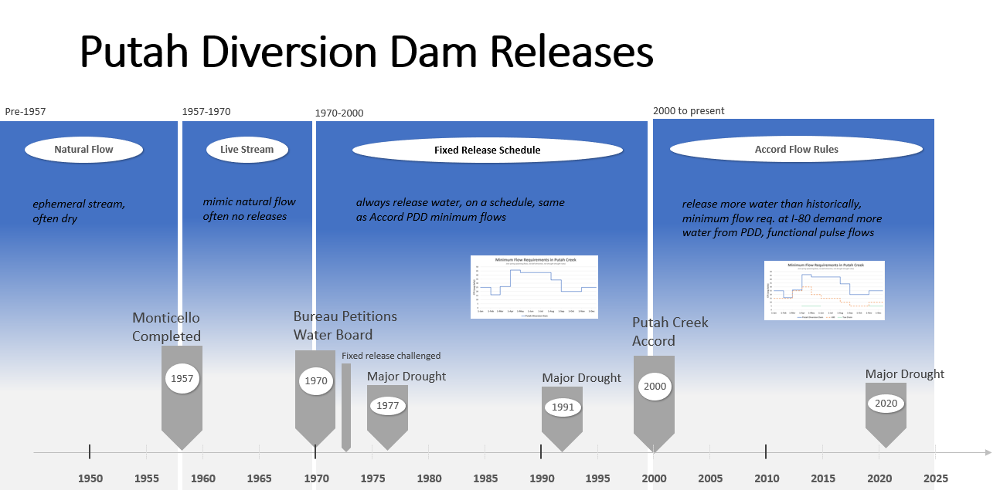 Putah Diversion Dam Releases
Pre-1957
1957-1970
1970-2000
2000 to present
Natural Flow
Live Stream
Fixed Release Schedule
Accord Flow Rules
ephemeral stream,
often dry
mimic natural flow
often no releases
always release water, on a schedule, same
as Accord PDD minimum flows
release more water than historically,
minimum flow req. at I-80 demand more
water from PDD, functional pulse flows
Minimum Flow Requirements in Putah Creek
Minimum Flow Requirements in Putah Creek
Monticello
Completed
Bureau Petitions
Water Board
Fixed release challenged
Major Drought
Major Drought
Putah Creek
Accord
Major Drought
1957
1970
1977
1991
2000
2020
1950 1955 1960 1965 1970 1975 1980 1985 1990 1995 2000 2005 2010 2015 2020 2025